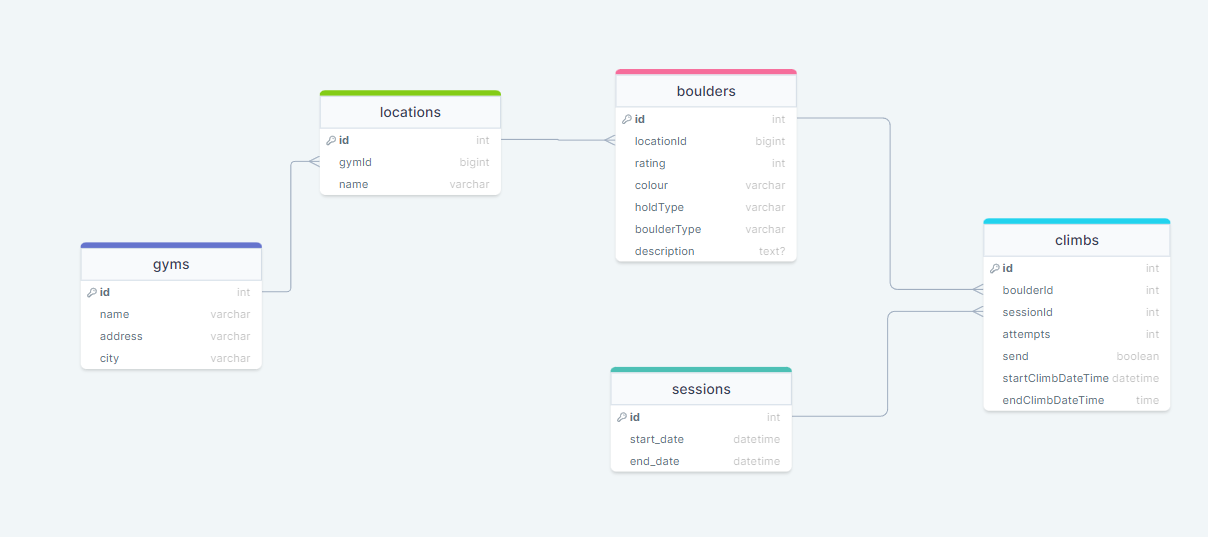 gyms
id int
name varchar
address varchar
city varchar
locations
id int
gymId bigint
name varchar
boulders
id int
locationId bigint
rating int
colour varchar
holdType varchar
boulderType varchar
description text?
sessions
id int
start_date datetime
end_date datetime
climbs
id int
boulderId int
sessionId int
attempts int
send boolean
startClimbDateTime datetime
endClimbDateTime time